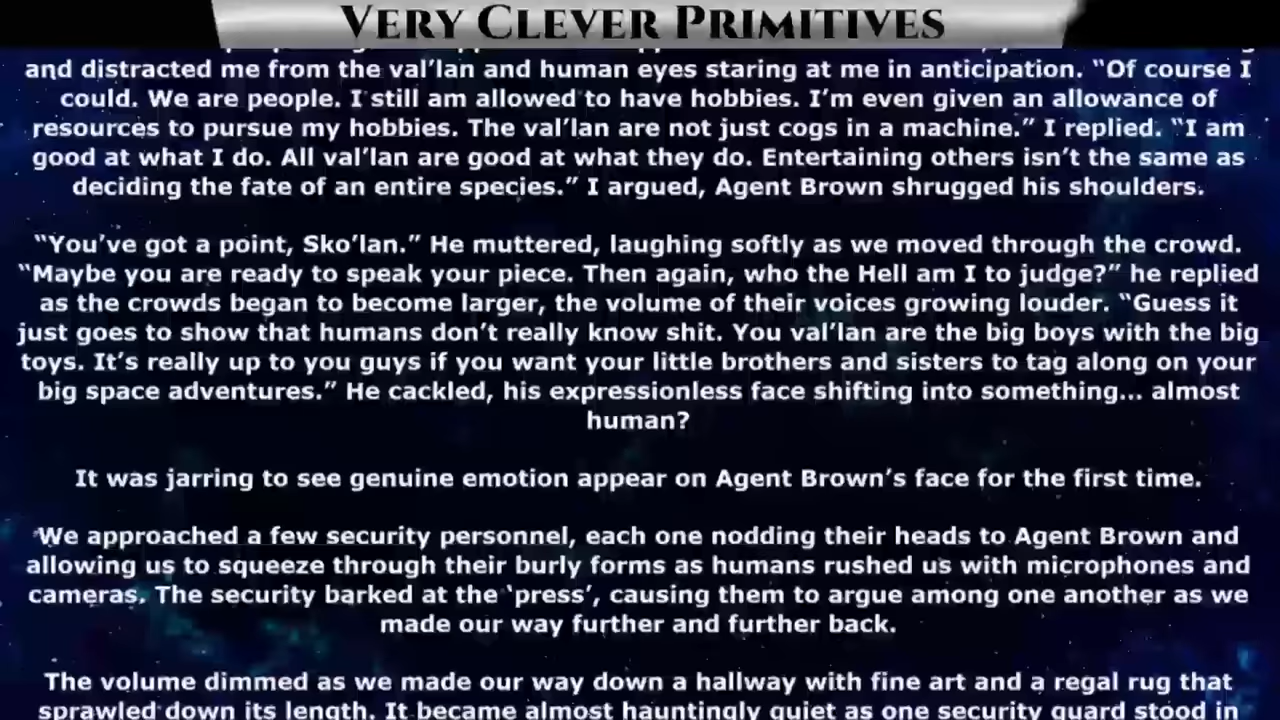 VERY CLEVER PRIMITIVES
and distracted me from the val’lan and human eyes staring at me in anticipation. “Of course I
could. We are people. I still am allowed to have hobbies. I’m even given an allowance of
resources to pursue my hobbies. The val’lan are not just cogs in a machine.” I replied. “I am
good at what I do. All val’lan are good at what they do. Entertaining others isn’t the same as
deciding the fate of an entire species.” I argued, Agent Brown shrugged his shoulders.
“You’ve got a point, Sko’lan.” He muttered, laughing softly as we moved through the crowd.
“Maybe you are ready to speak your piece. Then again, who the Hell am I to judge?” he replied
as the crowds began to become larger, the volume of their voices growing louder. “Guess it
just goes to show that humans don’t really know shit. You val’lan are the big boys with the big
toys. It’s really up to you guys if you want your little brothers and sisters to tag along on your
big space adventures.” He cackled, his expressionless face shifting into something... almost
human?
It was jarring to see genuine emotion appear on Agent Brown’s face for the first time.
We approached a few security personnel, each one nodding their heads to Agent Brown and
allowing us to squeeze through their burly forms as humans rushed us with microphones and
cameras. The security barked at the ‘press’, causing them to argue among one another as we
made our way further and further back.
The volume dimmed as we made our way down a hallway with fine art and a regal rug that
sprawled down its length. It became almost hauntingly quiet as one security guard stood in